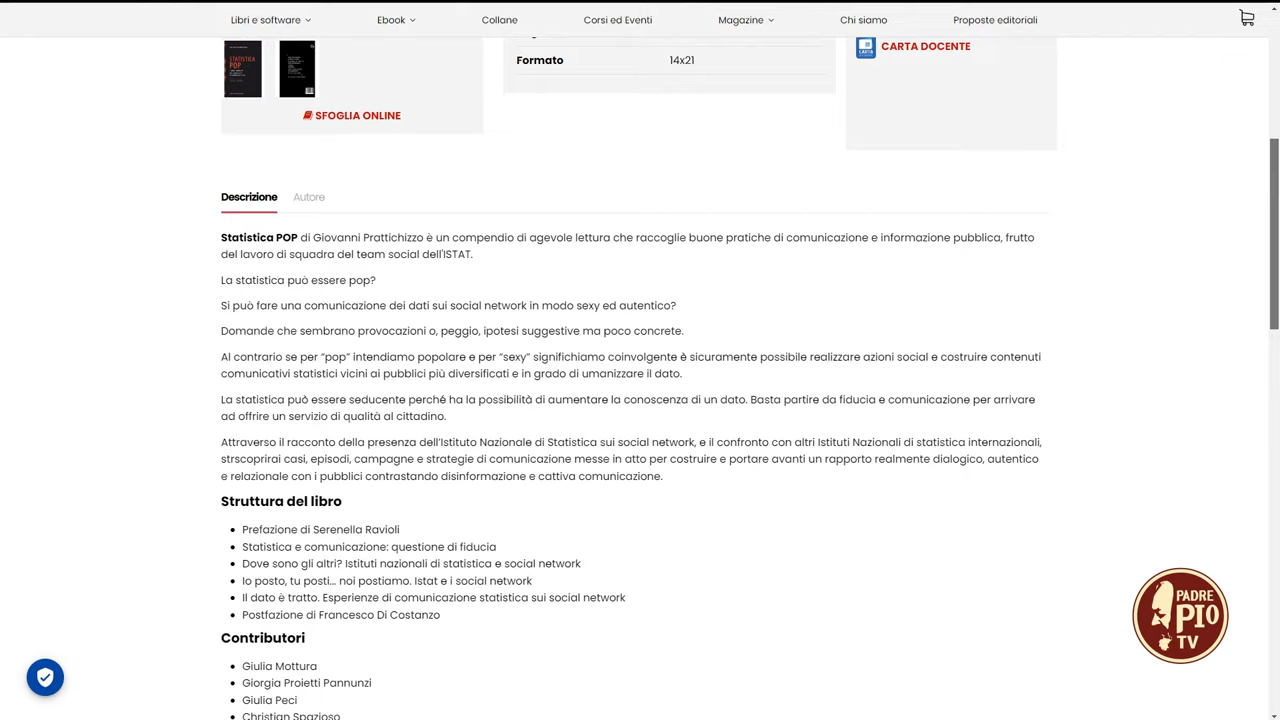 Libri e software
Ebook
Collane
Corsi ed Eventi
Magazine
Chi siamo
Proposte editoriali
STATISTICA
POP
Formato
14x21
CARTA DOCENTE
SFOGLIA ONLINE
Descrizione
Autore
Statistica POP di Giovanni Prattichizzo è un compendio di agevole lettura che raccoglie buone pratiche di comunicazione e informazione pubblica, frutto
del lavoro di squadra del team social dell'ISTAT.
La statistica può essere pop?
Si può fare una comunicazione dei dati sui social network in modo sexy ed autentico?
Domande che sembrano provocazioni o, peggio, ipotesi suggestive ma poco concrete.
Al contrario se per “pop” intendiamo popolare e per “sexy” significhiamo coinvolgente è sicuramente possibile realizzare azioni social e costruire contenuti
comunicativi statistici vicini ai pubblici più diversificati e in grado di umanizzare il dato.
La statistica può essere seducente perché ha la possibilità di aumentare la conoscenza di un dato. Basta partire da fiducia e comunicazione per arrivare
ad offrire un servizio di qualità al cittadino.
Attraverso il racconto della presenza dell’Istituto Nazionale di Statistica sui social network, e il confronto con altri Istituti Nazionali di statistica internazionali,
strscoprirai casi, episodi, campagne e strategie di comunicazione messe in atto per costruire e portare avanti un rapporto realmente dialogico, autentico
e relazionale con i pubblici contrastando disinformazione e cattiva comunicazione.
Struttura del libro
Prefazione di Serenella Ravioli
Statistica e comunicazione: questione di fiducia
Dove sono gli altri? Istituti nazionali di statistica e social network
Io posto, tu posti... noi postiamo. Istat e i social network
Il dato è tratto. Esperienze di comunicazione statistica sui social network
Postfazione di Francesco Di Costanzo
Contributori
Giulia Mottura
Giorgia Proietti Pannunzi
Giulia Peci
Christian Spazioso
PADRE
PIO
TV